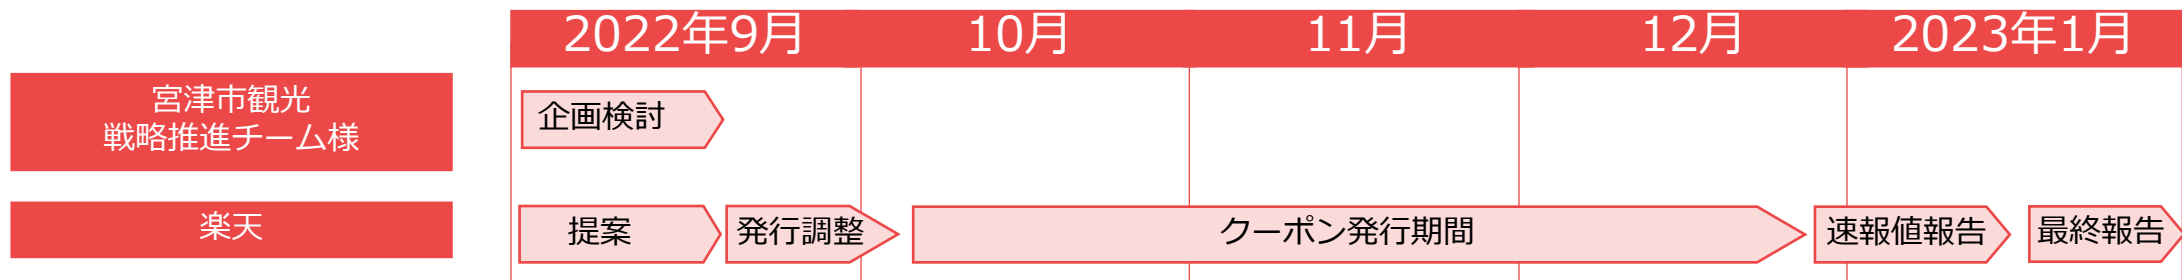 2022年9月 10月 11月 12月 2023年1月
宮津市観光
戦略推進チーム様
企画検討
楽天
提案 発行調整 クーポン発行期間 速報値報告 最終報告